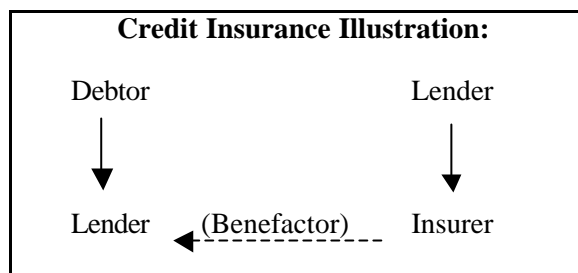 Credit Insurance Illustration:
Debtor Lender
Lender (Benefactor) Insurer